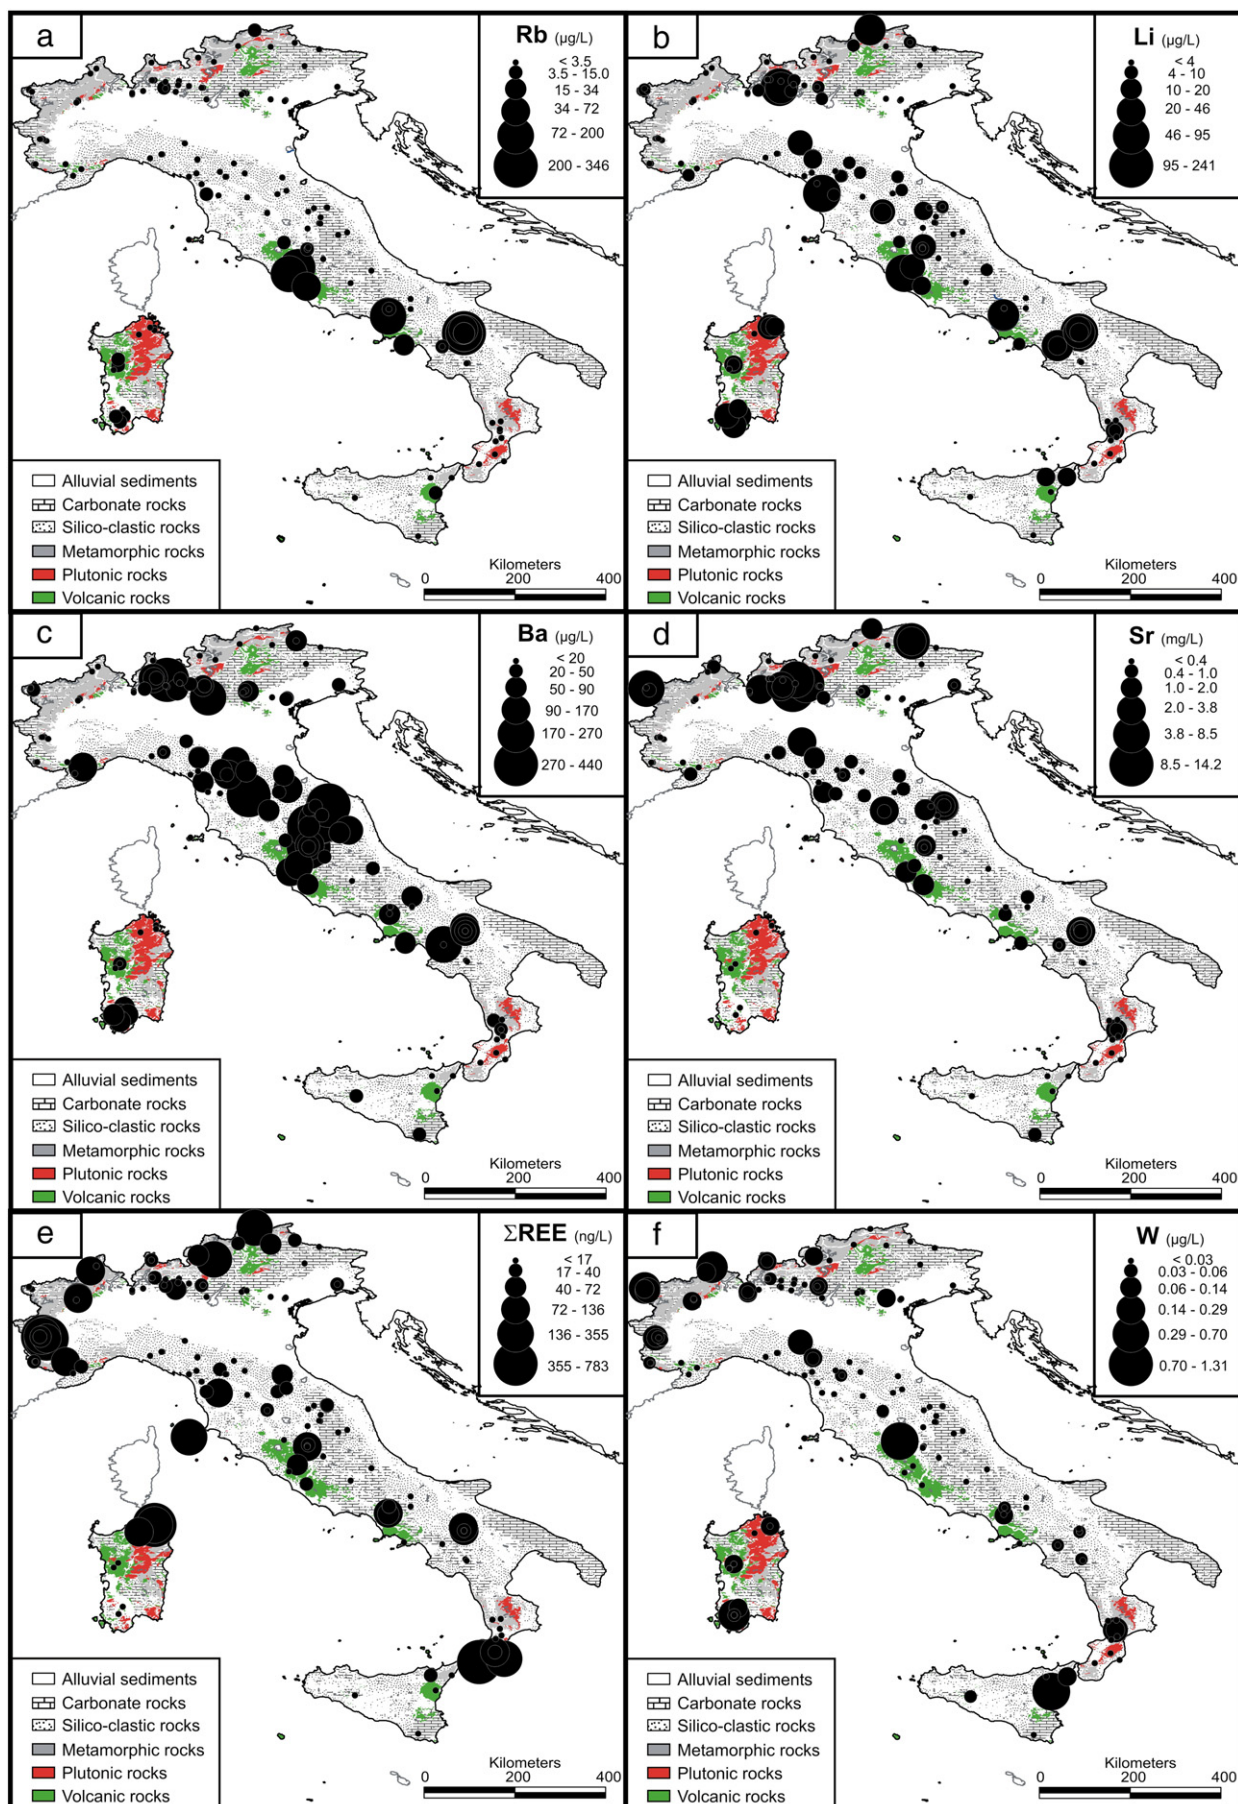 a
Rb (µg/L)
< 3.5
3.5 - 15.0
15 - 34
34 - 72
72 - 200
200 - 346
Alluvial sediments
Carbonate rocks
Silico-clastic rocks
Metamorphic rocks
Plutonic rocks
Volcanic rocks
Kilometers
0 200 400
b
Li (µg/L)
< 4
4 - 10
10 - 20
20 - 46
46 - 95
95 - 241
Alluvial sediments
Carbonate rocks
Silico-clastic rocks
Metamorphic rocks
Plutonic rocks
Volcanic rocks
Kilometers
0 200 400
c
Ba (µg/L)
< 20
20 - 50
50 - 90
90 - 170
170 - 270
270 - 440
Alluvial sediments
Carbonate rocks
Silico-clastic rocks
Metamorphic rocks
Plutonic rocks
Volcanic rocks
Kilometers
0 200 400
d
Sr (mg/L)
< 0.4
0.4 - 1.0
1.0 - 2.0
2.0 - 3.8
3.8 - 8.5
8.5 - 14.2
Alluvial sediments
Carbonate rocks
Silico-clastic rocks
Metamorphic rocks
Plutonic rocks
Volcanic rocks
Kilometers
0 200 400
e
ΣREE (ng/L)
< 17
17 - 40
40 - 72
72 - 136
136 - 355
355 - 783
Alluvial sediments
Carbonate rocks
Silico-clastic rocks
Metamorphic rocks
Plutonic rocks
Volcanic rocks
Kilometers
0 200 400
f
W (µg/L)
< 0.03
0.03 - 0.06
0.06 - 0.14
0.14 - 0.29
0.29 - 0.70
0.70 - 1.31
Alluvial sediments
Carbonate rocks
Silico-clastic rocks
Metamorphic rocks
Plutonic rocks
Volcanic rocks
Kilometers
0 200 400